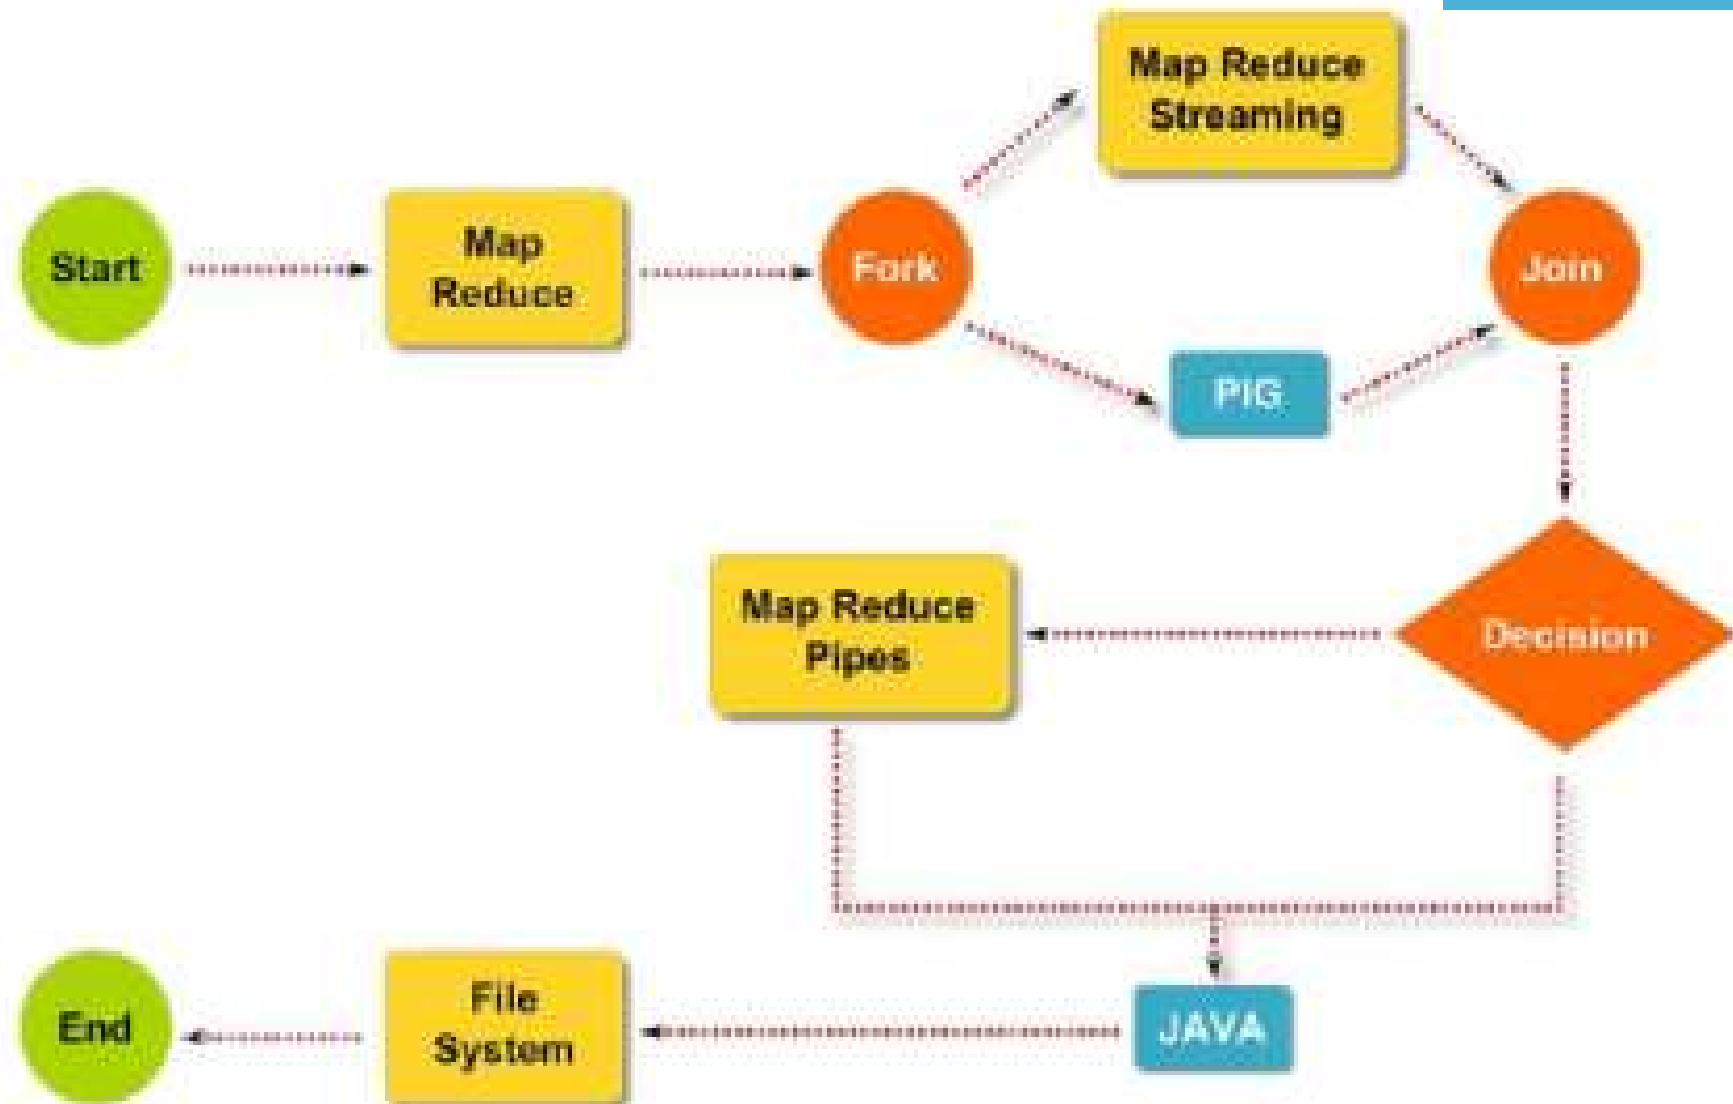 Map Reduce
Streaming
Start
Map
Reduce
Fork
Join
PIG
Map Reduce
Pipes
Decision
End
File
System
JAVA